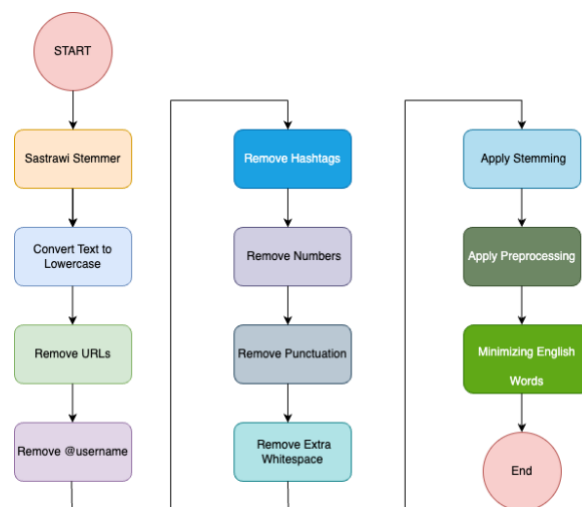 START
Sastrawi Stemmer
Convert Text to
Lowercase
Remove URLs
Remove @username
Remove Hashtags
Remove Numbers
Remove Punctuation
Remove Extra
Whitespace
Apply Stemming
Apply Preprocessing
Minimizing English
Words
End